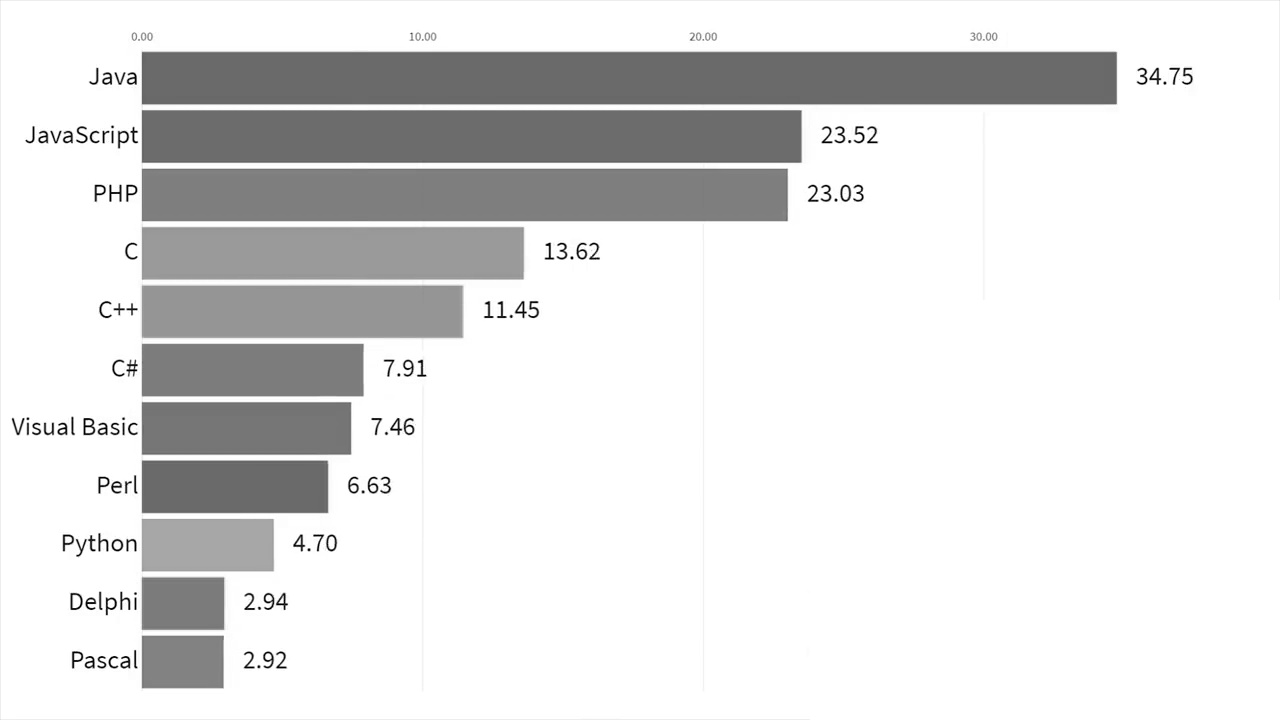 0.00 10.00 20.00 30.00
Java 34.75
JavaScript 23.52
PHP 23.03
C 13.62
C++ 11.45
C# 7.91
Visual Basic 7.46
Perl 6.63
Python 4.70
Delphi 2.94
Pascal 2.92